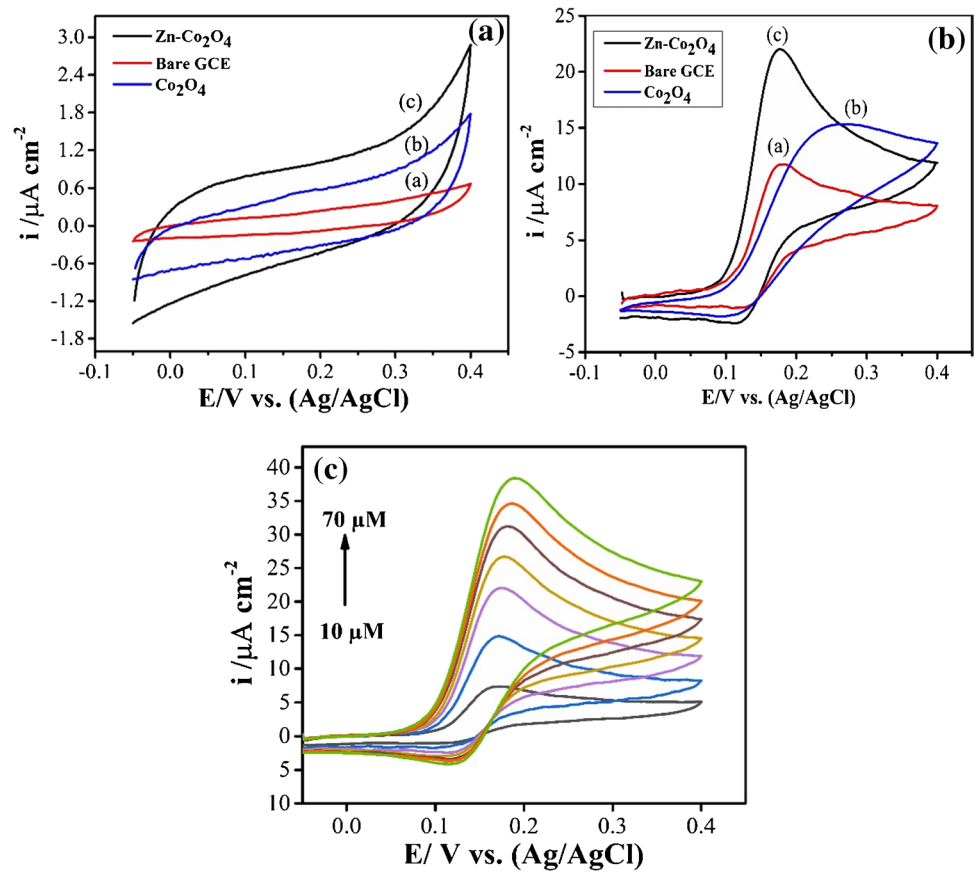 (a)
Zn-Co2O4
Bare GCE
Co2O4
(c)
(b)
(a)
3.0
2.4
1.8
1.2
0.6
0.0
-0.6
-1.2
-1.8
i /µA cm-2
-0.1 0.0 0.1 0.2 0.3 0.4
E/V vs. (Ag/AgCl)
(b)
Zn-Co2O4
Bare GCE
Co2O4
(c)
(b)
(a)
25
20
15
10
5
0
-5
i /µA cm-2
-0.1 0.0 0.1 0.2 0.3 0.4
E/V vs. (Ag/AgCl)
(c)
70 µM
10 µM
40
35
30
25
20
15
10
5
0
5
10
i /µA cm-2
0.0 0.1 0.2 0.3 0.4
E/ V vs. (Ag/AgCl)